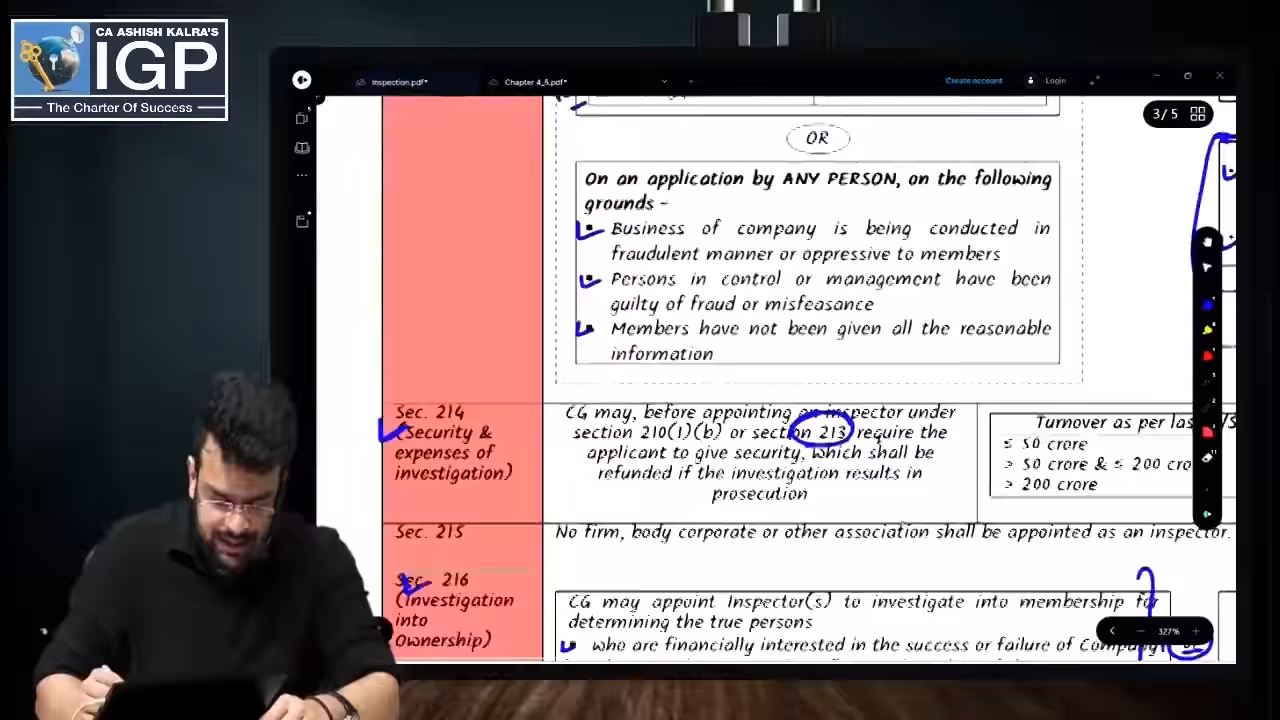 CA ASHISH KALRA'S
IGP
The Charter Of Success
Inspection.pdf*
Chapter 4_5.pdf*
Create account
Login
3/5
OR
On an application by ANY PERSON, on the following
grounds -
Business of company is being conducted in
fraudulent manner or oppressive to members
Persons in control or management have been
guilty of fraud or misfeasance
Members have not been given all the reasonable
information
Sec. 214
(Security &
expenses of
investigation)
CG may, before appointing an inspector under
section 210(1)(b) or section 213, require the
applicant to give security, which shall be
refunded if the investigation results in
prosecution
Turnover as per las
≤ 50 crore
> 50 crore & ≤ 200 cro
> 200 crore
Sec. 215
No firm, body corporate or other association shall be appointed as an inspector.
Sec. 216
(Investigation
into
Ownership)
CG may appoint Inspector(s) to investigate into membership for
determining the true persons
who are financially interested in the success or failure of Company
327%